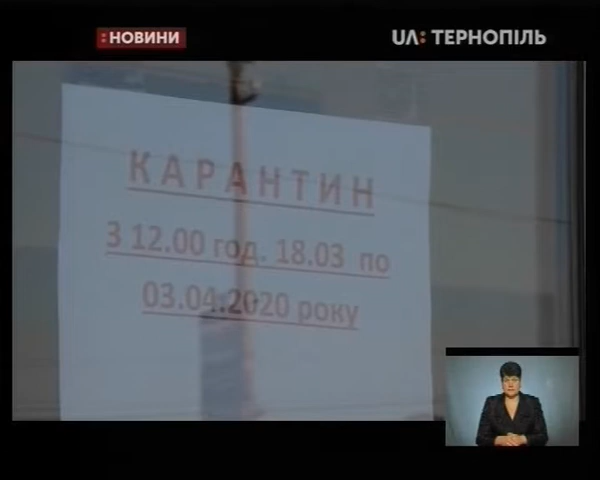 :НОВИНИ
UA: ТЕРНОПІЛЬ
КАРАНТИН
З 12.00 год. 18.03 по
03.04.2020 року